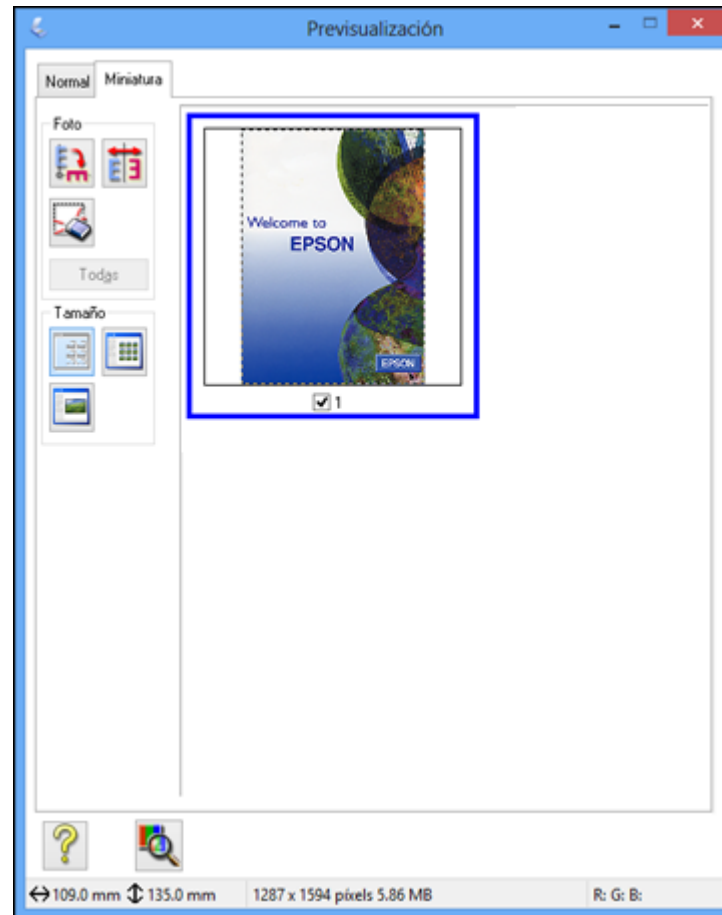 Previsualización
Normal Miniatura
Foto
Todas
Tamaño
Welcome to
EPSON
EPSON
1
109.0 mm 135.0 mm 1287 x 1594 píxels 5.86 MB R: G: B: